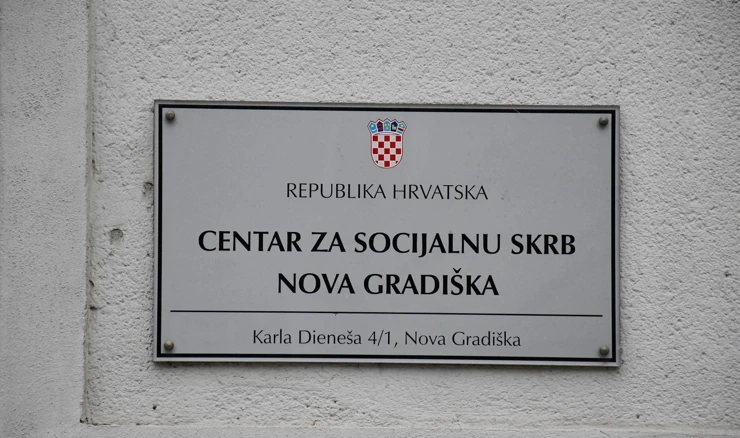 REPUBLIKA HRVATSKA
CENTAR ZA SOCIJALNU SKRB
NOVA GRADIŠKA
Karla Dieneša 4/1, Nova Gradiška